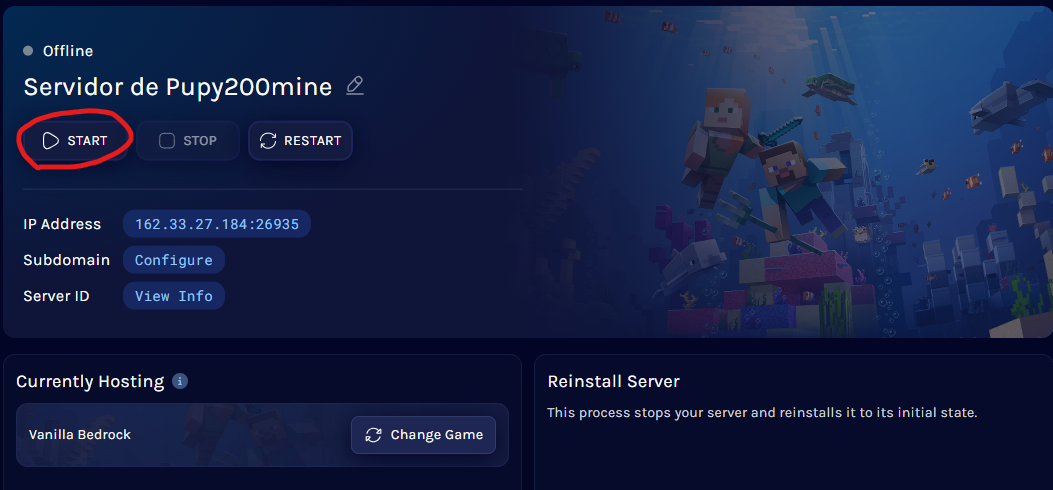 Offline
Servidor de Pupy200mine
START STOP RESTART
IP Address 162.33.27.184:26935
Subdomain Configure
Server ID View Info
Currently Hosting i
Vanilla Bedrock Change Game
Reinstall Server
This process stops your server and reinstalls it to its initial state.